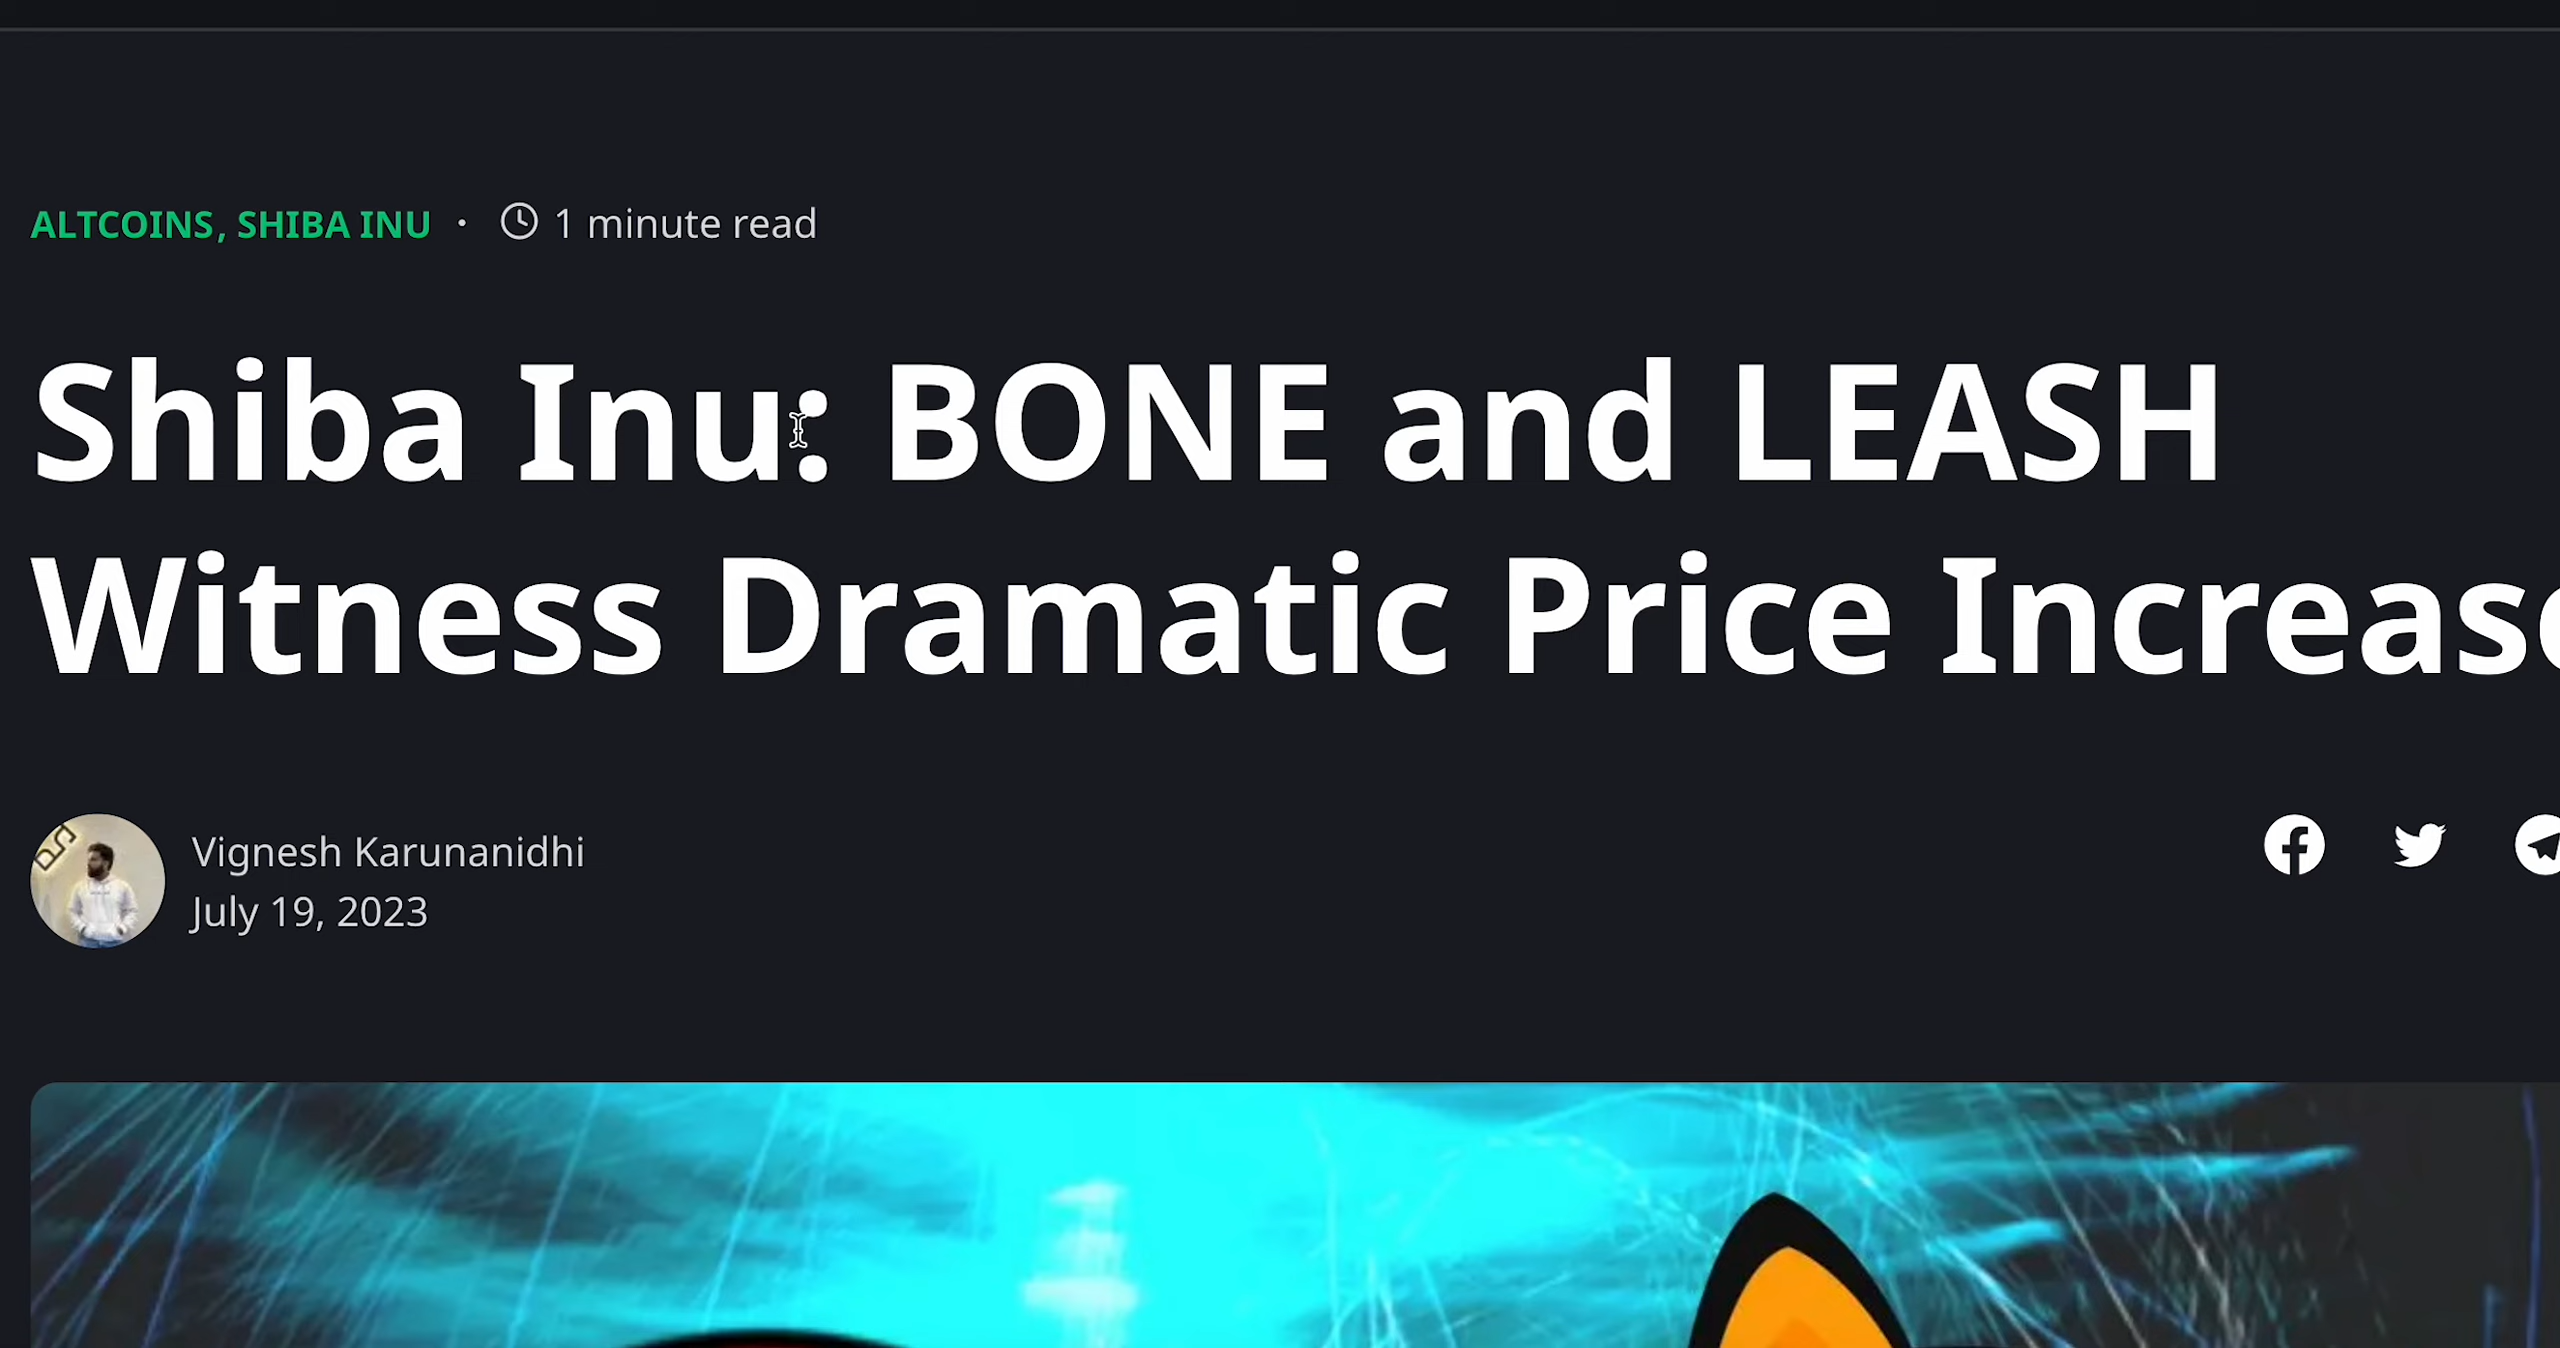 ALTCOINS, SHIBA INU · 1 minute read
Shiba Inu: BONE and LEASH
Witness Dramatic Price Increase
Vignesh Karunanidhi
July 19, 2023